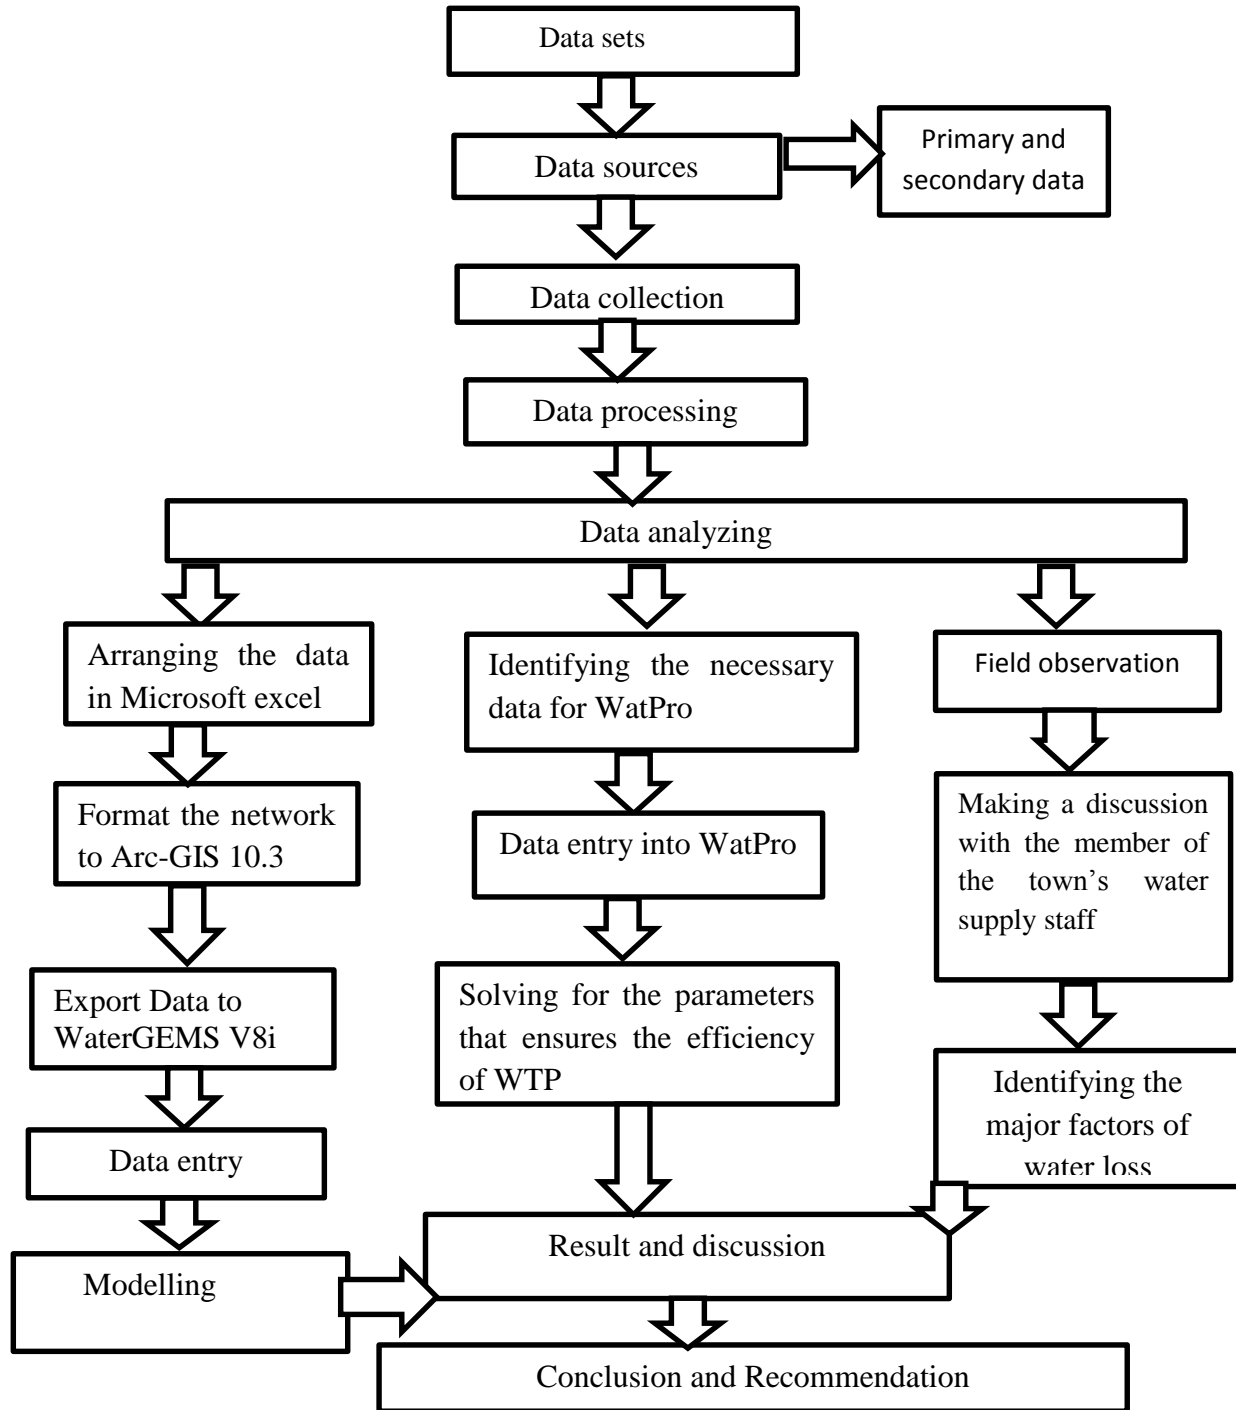 Data sets
Data sources
Primary and
secondary data
Data collection
Data processing
Data analyzing
Arranging the data
in Microsoft excel
Format the network
to Arc-GIS 10.3
Export Data to
WaterGEMS V8i
Data entry
Modelling
Identifying the necessary
data for WatPro
Data entry into WatPro
Solving for the parameters
that ensures the efficiency
of WTP
Field observation
Making a discussion
with the member of
the town’s water
supply staff
Identifying the
major factors of
water loss
Result and discussion
Conclusion and Recommendation